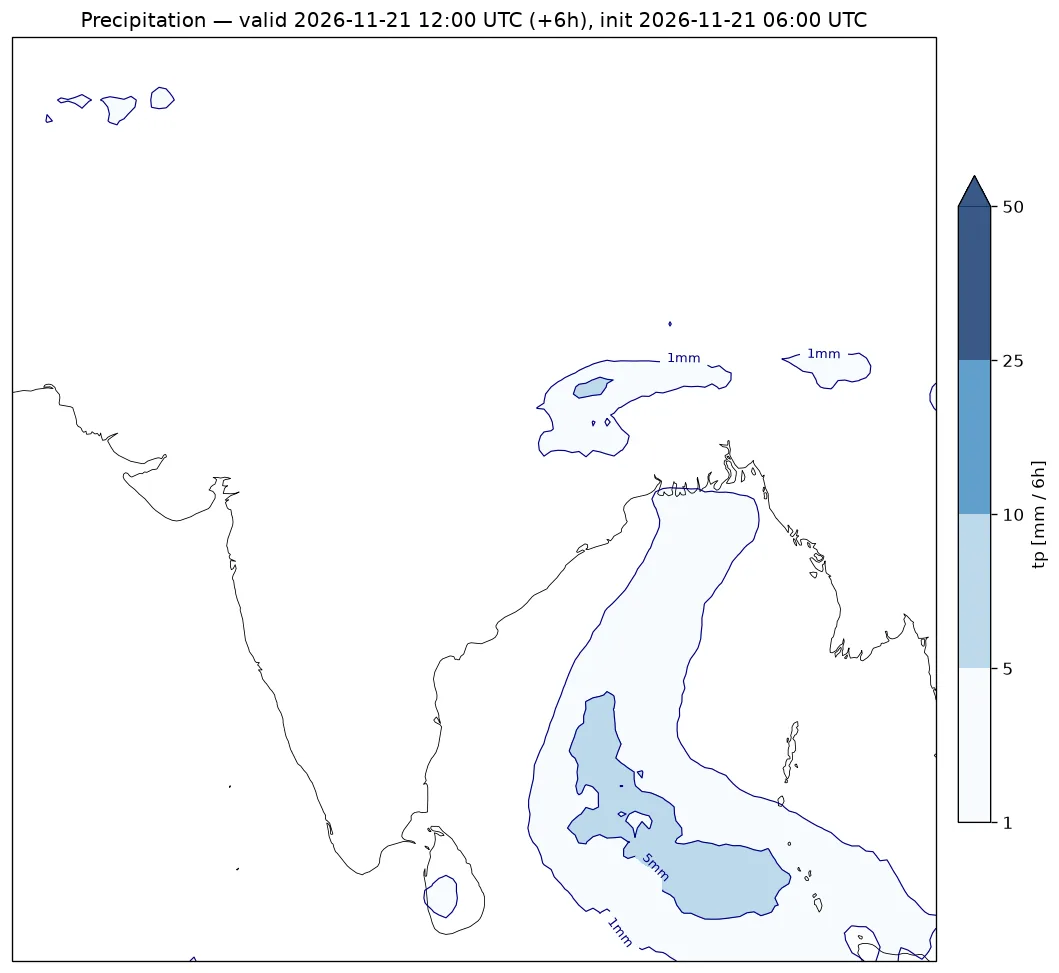 Precipitation — valid 2026-11-21 12:00 UTC (+6h), init 2026-11-21 06:00 UTC
1mm
1mm
5mm
1mm
50
25
10
5
1
tp [mm / 6h]